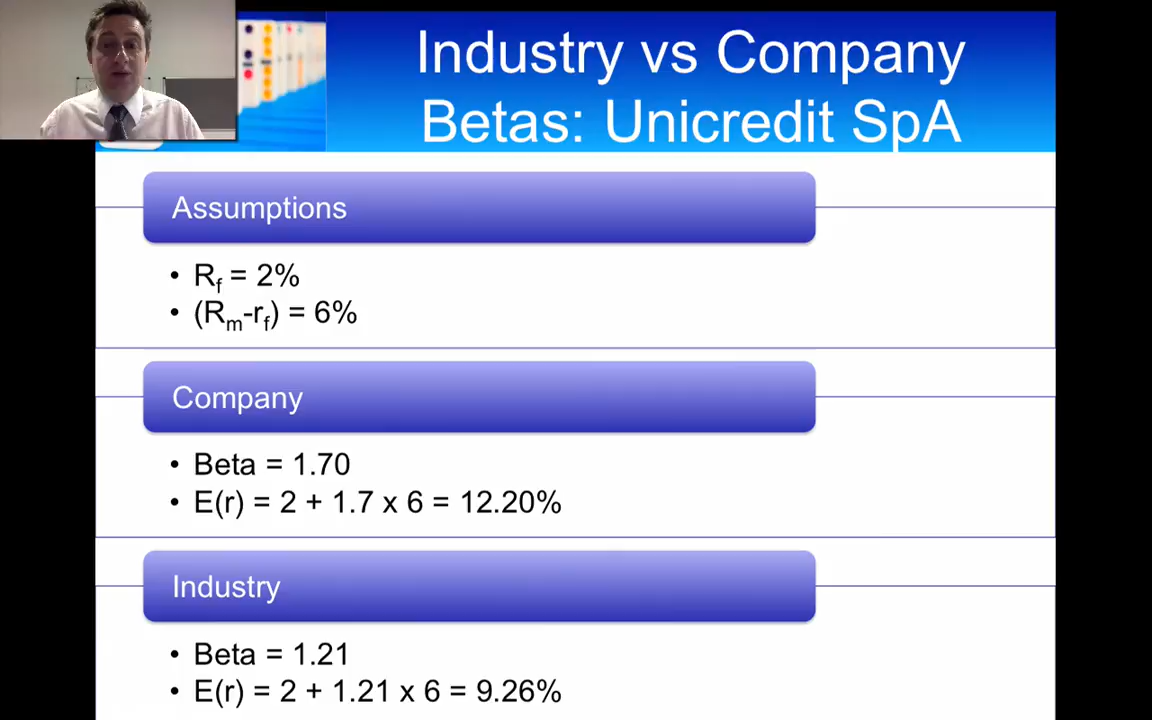 Industry vs Company
Betas: Unicredit SpA
Assumptions
• Rf = 2%
• (Rm-rf) = 6%
Company
• Beta = 1.70
• E(r) = 2 + 1.7 x 6 = 12.20%
Industry
• Beta = 1.21
• E(r) = 2 + 1.21 x 6 = 9.26%